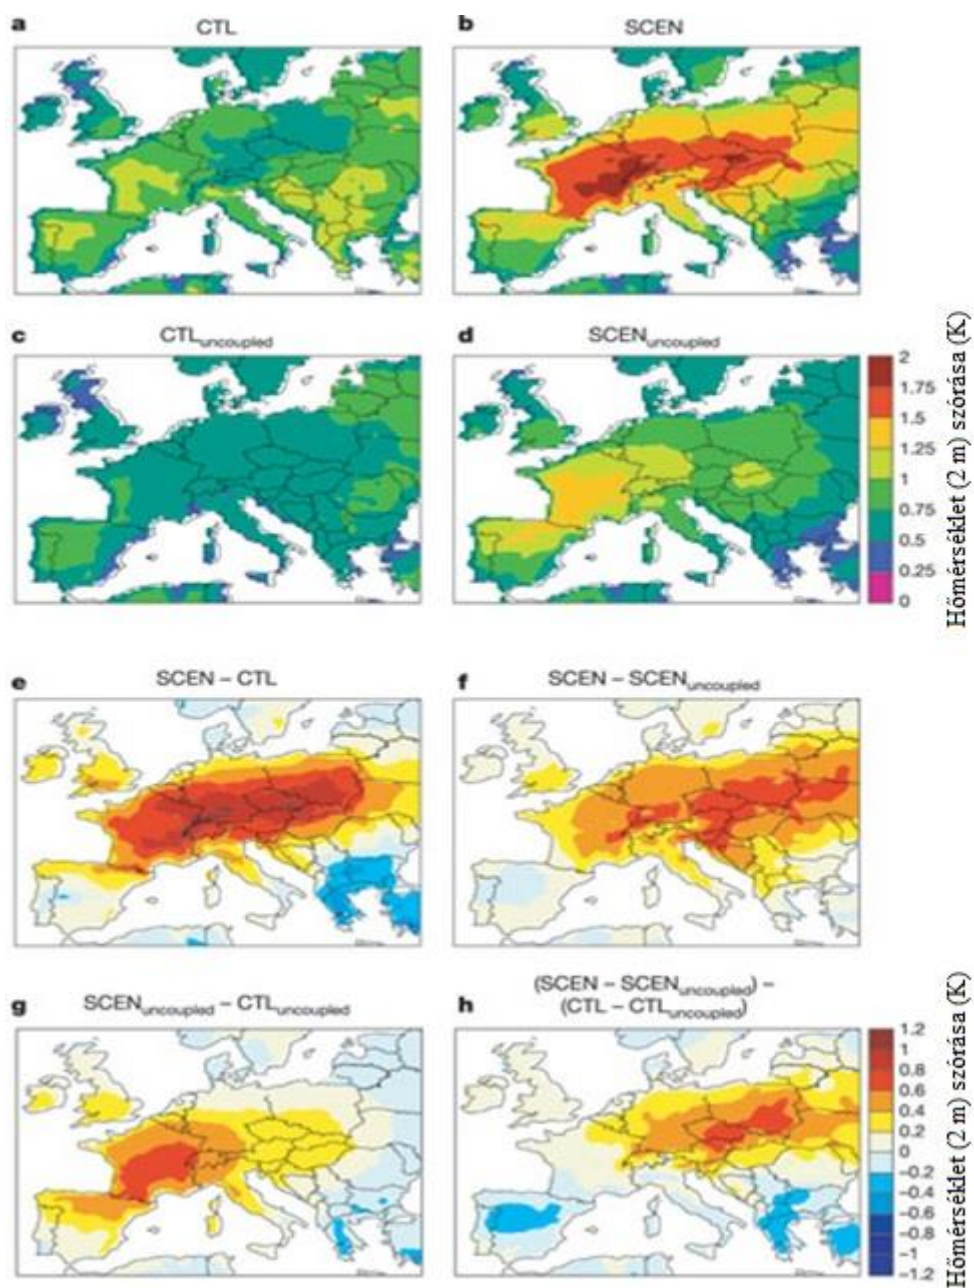 a
CTL
b
SCEN
c
CTLuncoupled
d
SCENuncoupled
2
1.75
1.5
1.25
1
0.75
0.5
0.25
0
Hőmérséklet (2 m) szórása (K)
e
SCEN – CTL
f
SCEN – SCENuncoupled
g
SCENuncoupled – CTLuncoupled
h
(SCEN – SCENuncoupled) –
(CTL – CTLuncoupled)
1.2
1
0.8
0.6
0.4
0.2
0
−0.2
−0.4
−0.6
−0.8
−1
−1.2
Hőmérséklet (2 m) szórása (K)